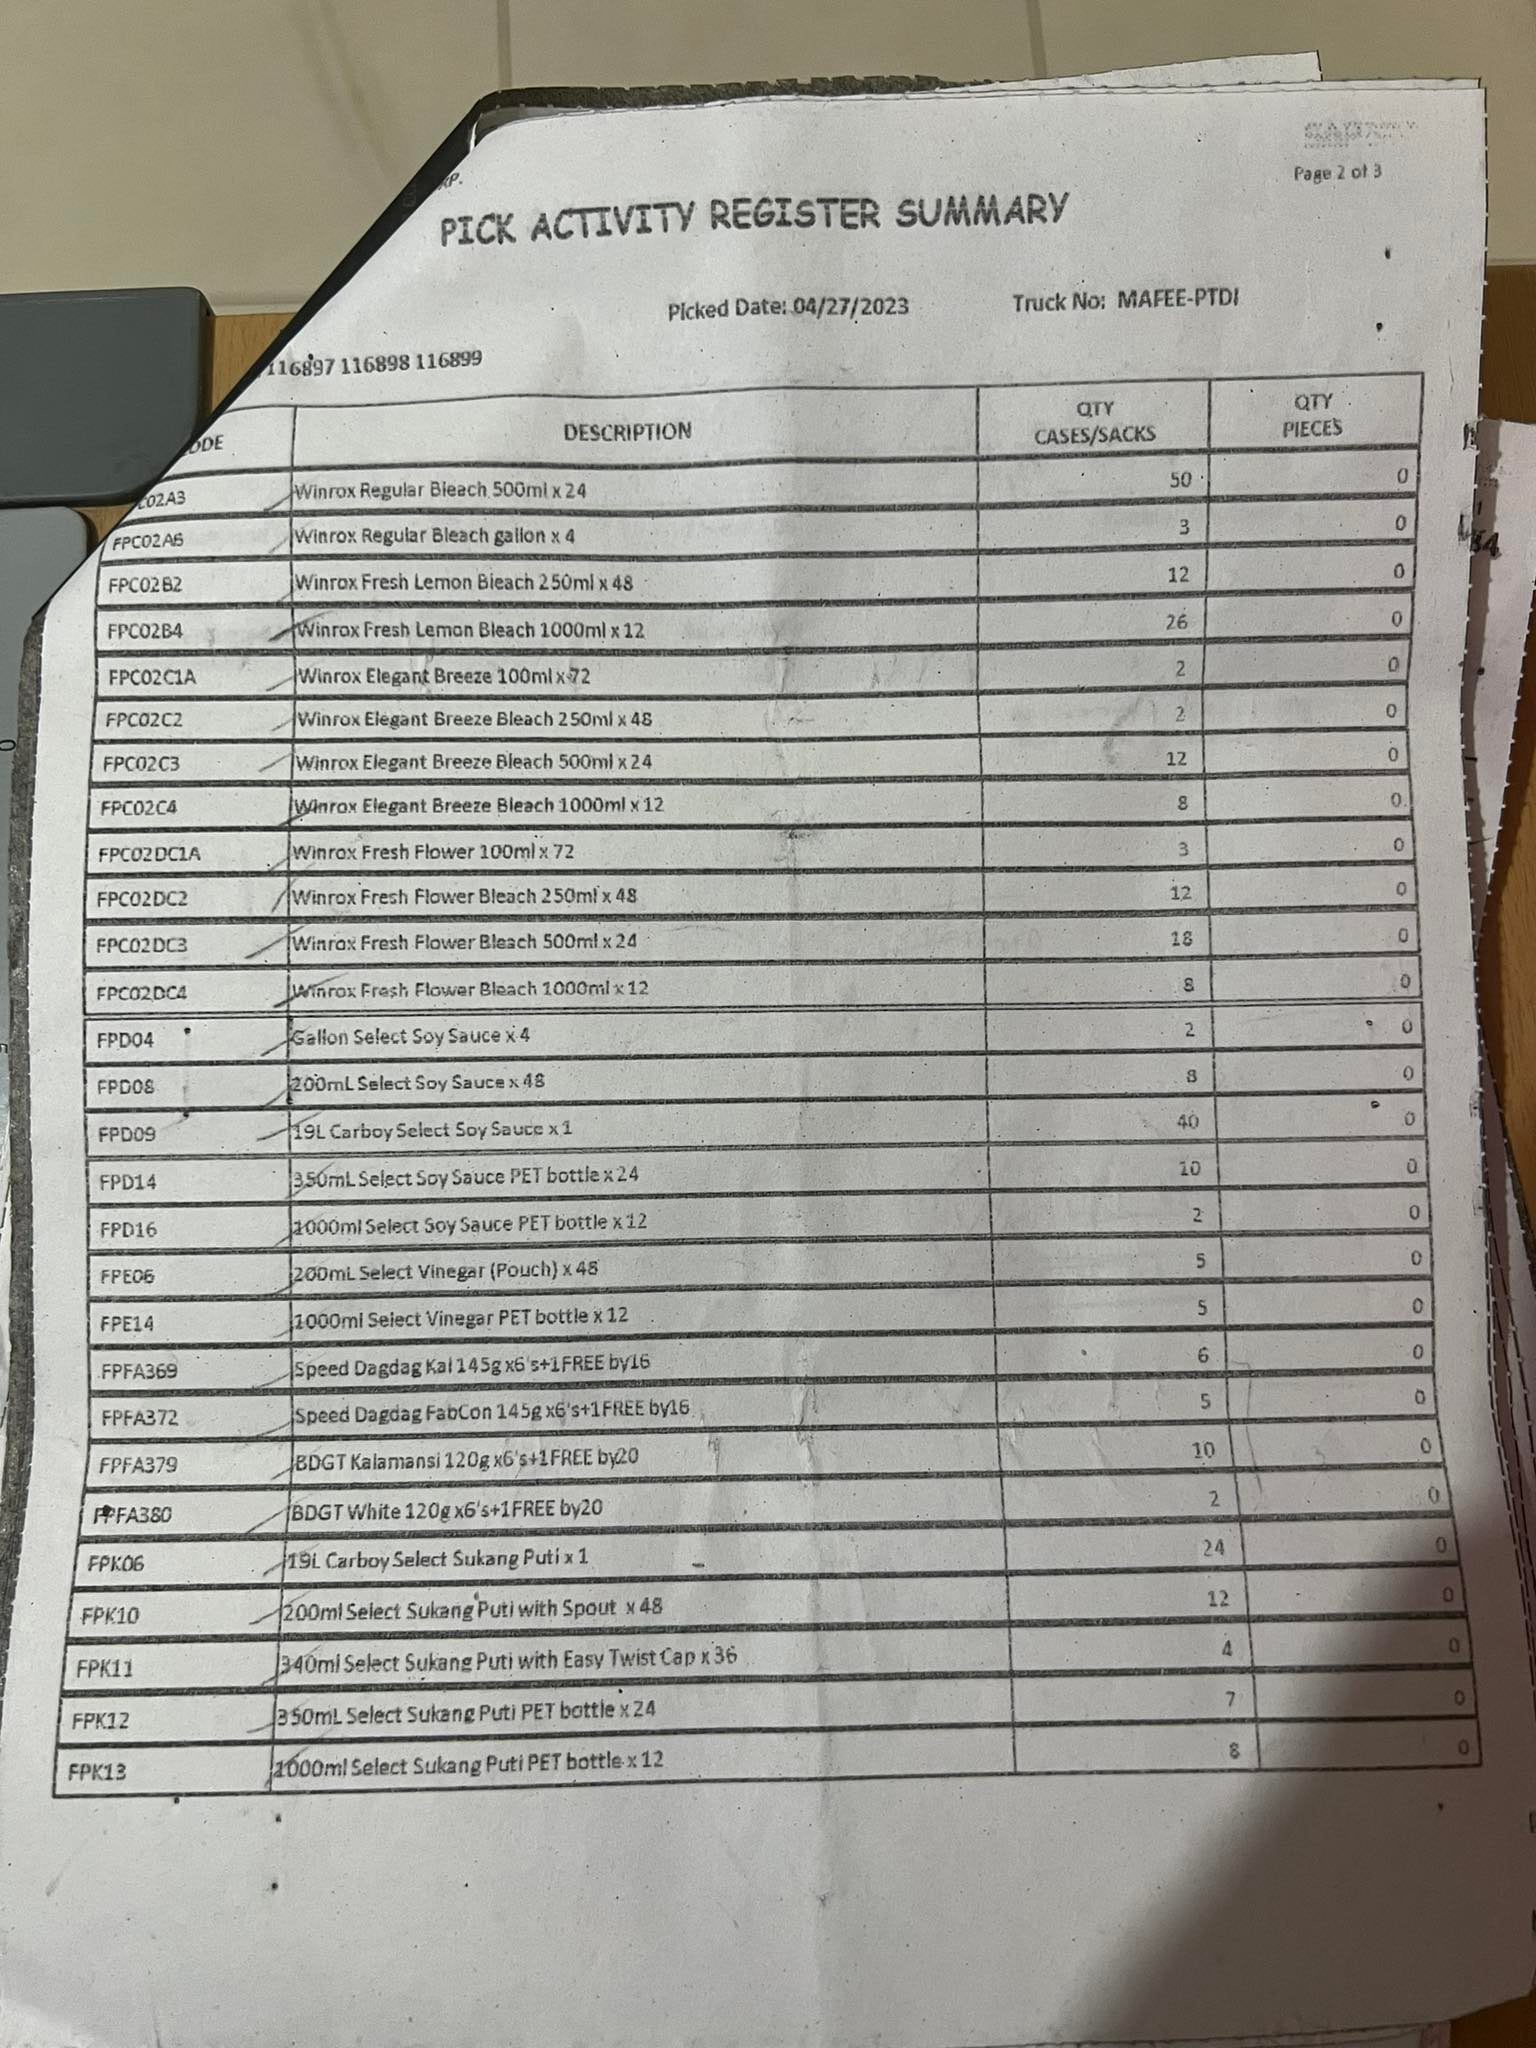 Page 2 of 3
PICK ACTIVITY REGISTER SUMMARY
Picked Date: 04/27/2023 Truck No: MAFEE-PTDI
116897 116898 116899
ODE DESCRIPTION QTY CASES/SACKS QTY PIECES
C02A3 Winrox Regular Bleach 500ml x 24 50 0
FPC02A6 Winrox Regular Bleach gallon x 4 3 0
FPC02B2 Winrox Fresh Lemon Bleach 250ml x 48 12 0
FPC02B4 Winrox Fresh Lemon Bleach 1000ml x 12 26 0
FPC02C1A Winrox Elegant Breeze 100ml x 72 2 0
FPC02C2 Winrox Elegant Breeze Bleach 250ml x 48 2 0
FPC02C3 Winrox Elegant Breeze Bleach 500ml x 24 12 0
FPC02C4 Winrox Elegant Breeze Bleach 1000ml x 12 8 0
FPC02DC1A Winrox Fresh Flower 100ml x 72 3 0
FPC02DC2 Winrox Fresh Flower Bleach 250ml x 48 12 0
FPC02DC3 Winrox Fresh Flower Bleach 500ml x 24 18 0
FPC02DC4 Winrox Fresh Flower Bleach 1000ml x 12 8 0
FPD04 Gallon Select Soy Sauce x 4 2 0
FPD08 200mL Select Soy Sauce x 48 8 0
FPD09 19L Carboy Select Soy Sauce x 1 40 0
FPD14 350mL Select Soy Sauce PET bottle x 24 10 0
FPD16 1000ml Select Soy Sauce PET bottle x 12 2 0
FPE06 200mL Select Vinegar (Pouch) x 48 5 0
FPE14 1000ml Select Vinegar PET bottle x 12 5 0
FPFA369 Speed Dagdag Kal 145g x6's+1FREE by16 6 0
FPFA372 Speed Dagdag FabCon 145g x6's+1FREE by16 5 0
FPFA379 BDGT Kalamansi 120g x6's+1FREE by20 10 0
FPFA380 BDGT White 120g x6's+1FREE by20 2 0
FPK06 19L Carboy Select Sukang Puti x 1 24 0
FPK10 200ml Select Sukang Puti with Spout x 48 12 0
FPK11 340ml Select Sukang Puti with Easy Twist Cap x 36 4 0
FPK12 350mL Select Sukang Puti PET bottle x 24 7 0
FPK13 1000ml Select Sukang Puti PET bottle x 12 8 0